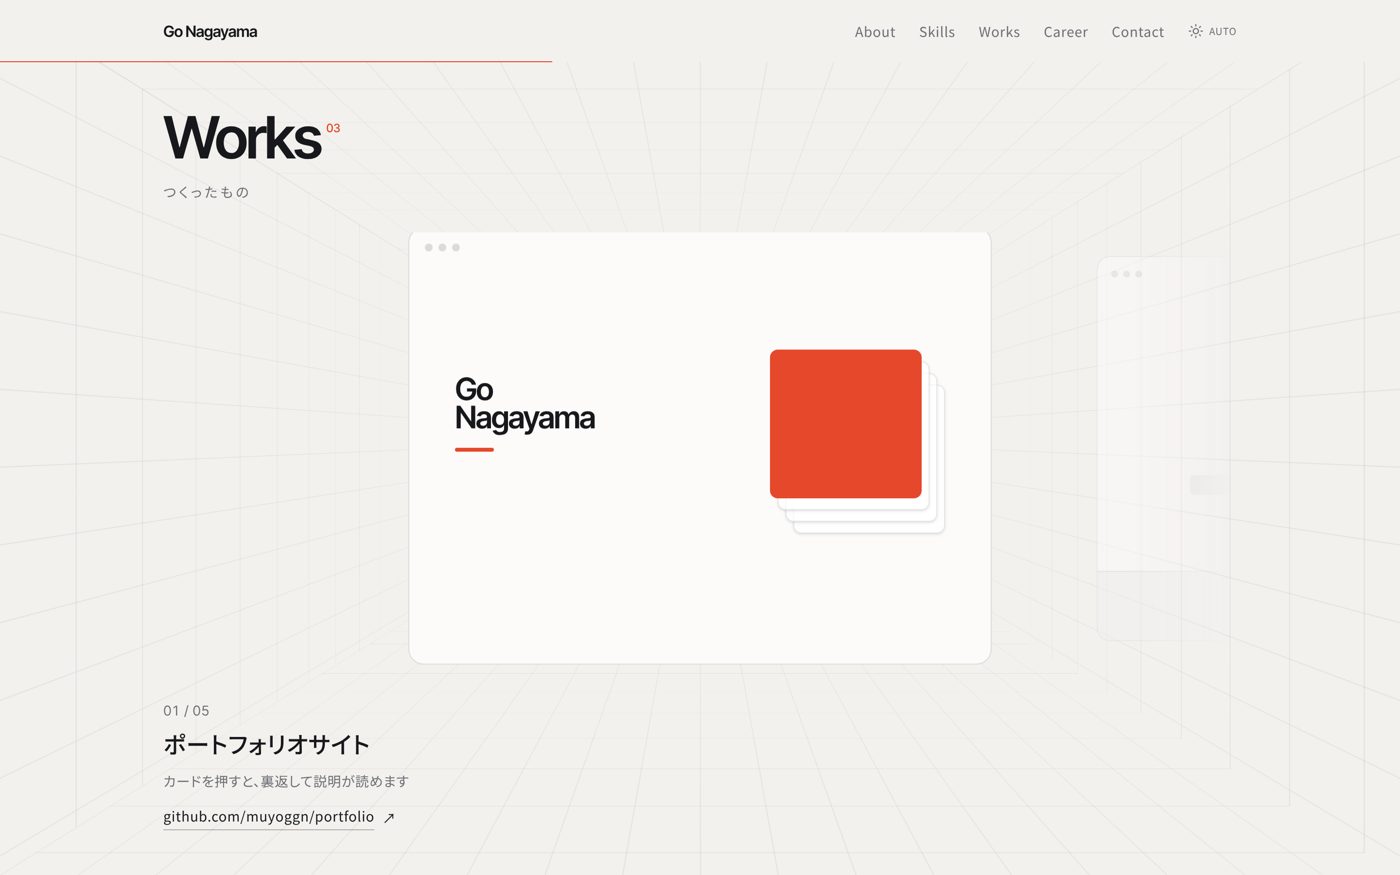 Go Nagayama
About Skills Works Career Contact AUTO
Works 03
つくったもの
Go
Nagayama
01 / 05
ポートフォリオサイト
カードを押すと、裏返して説明が読めます
github.com/muyoggn/portfolio ↗